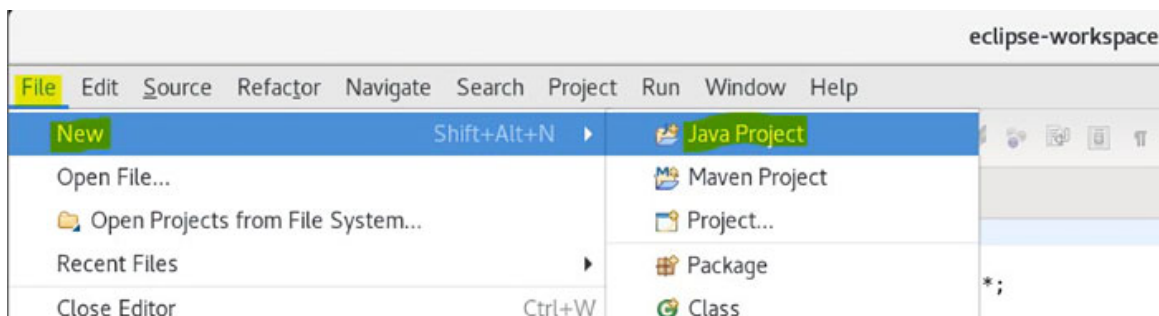 eclipse-workspace
File Edit Source Refactor Navigate Search Project Run Window Help
New Shift+Alt+N Java Project
Open File... Maven Project
Open Projects from File System... Project...
Recent Files Package
*;
Close Editor Ctrl+W Class